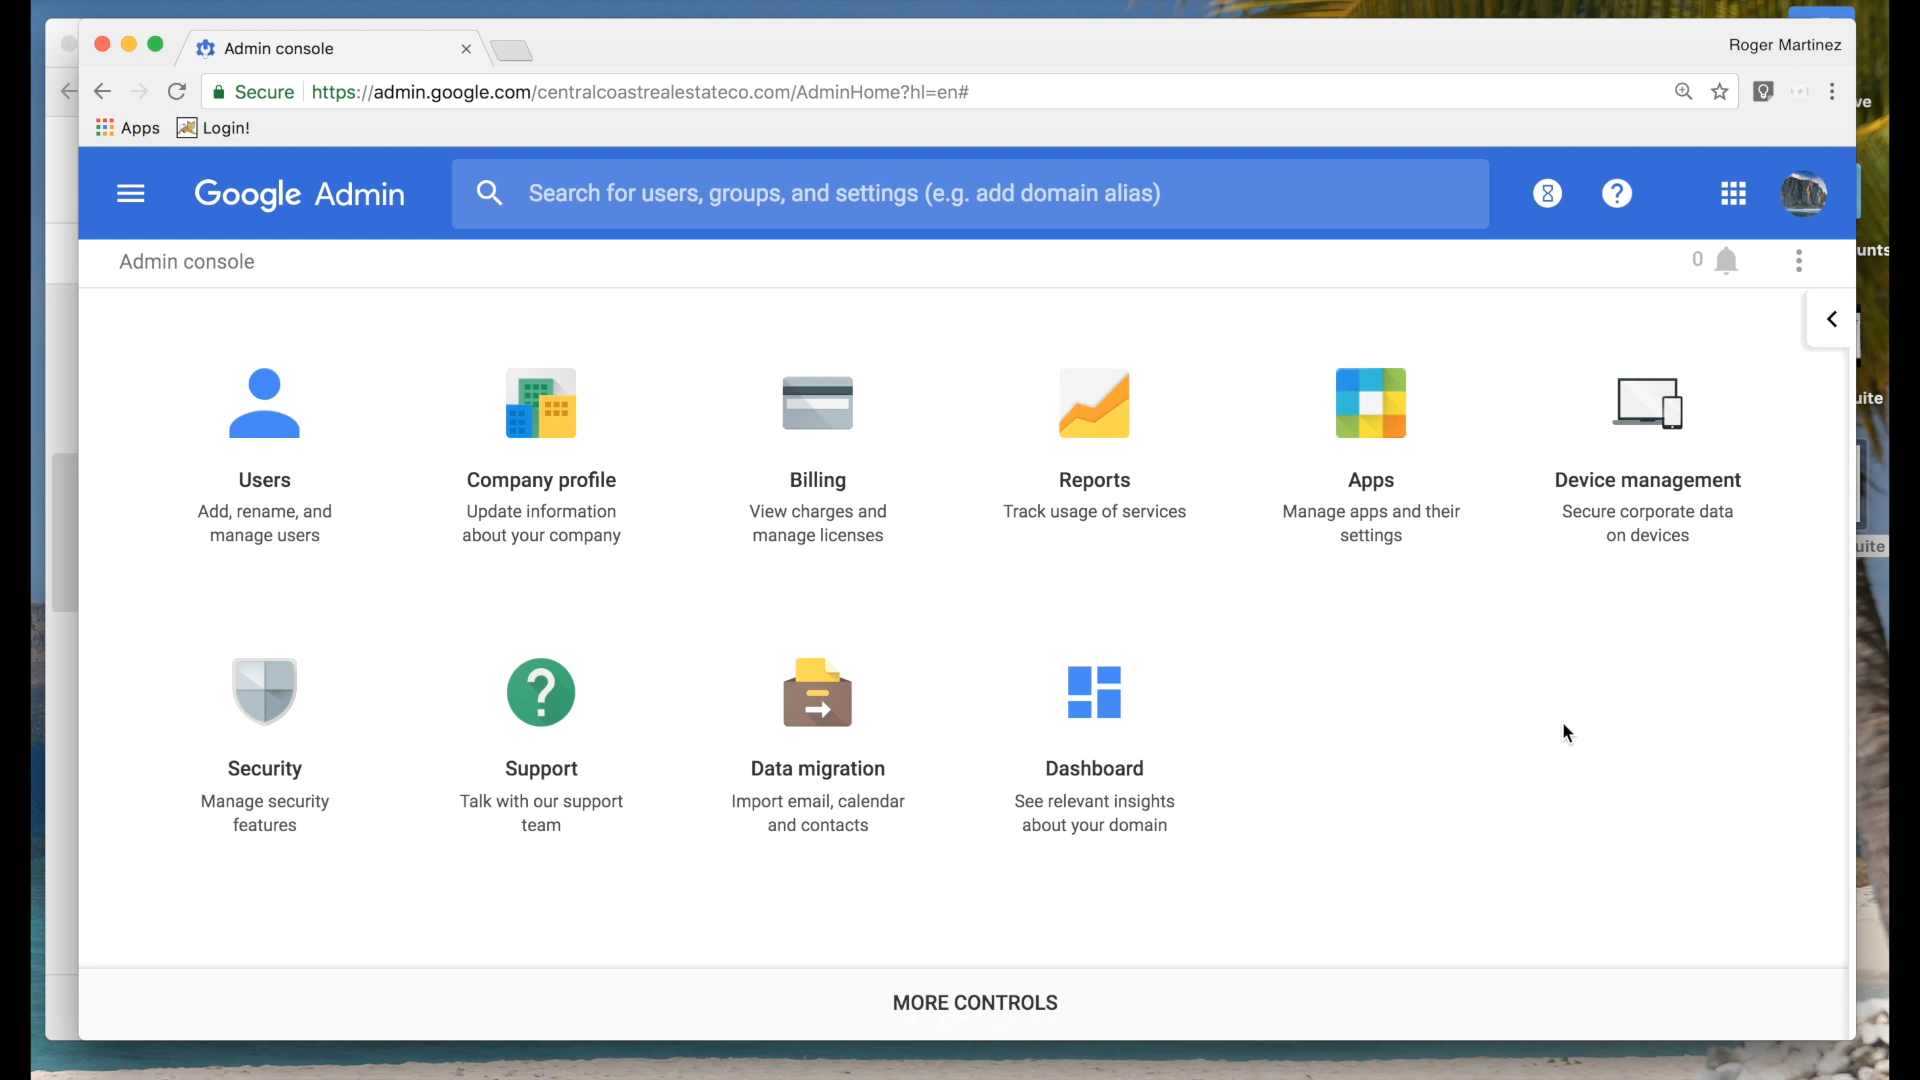 Admin console
Roger Martinez
Secure https://admin.google.com/centralcoastrealestateco.com/AdminHome?hl=en#
Apps Login!
Google Admin
Search for users, groups, and settings (e.g. add domain alias)
Admin console
0
Users
Add, rename, and
manage users
Company profile
Update information
about your company
Billing
View charges and
manage licenses
Reports
Track usage of services
Apps
Manage apps and their
settings
Device management
Secure corporate data
on devices
Security
Manage security
features
Support
Talk with our support
team
Data migration
Import email, calendar
and contacts
Dashboard
See relevant insights
about your domain
MORE CONTROLS
ve
unts
uite
uite